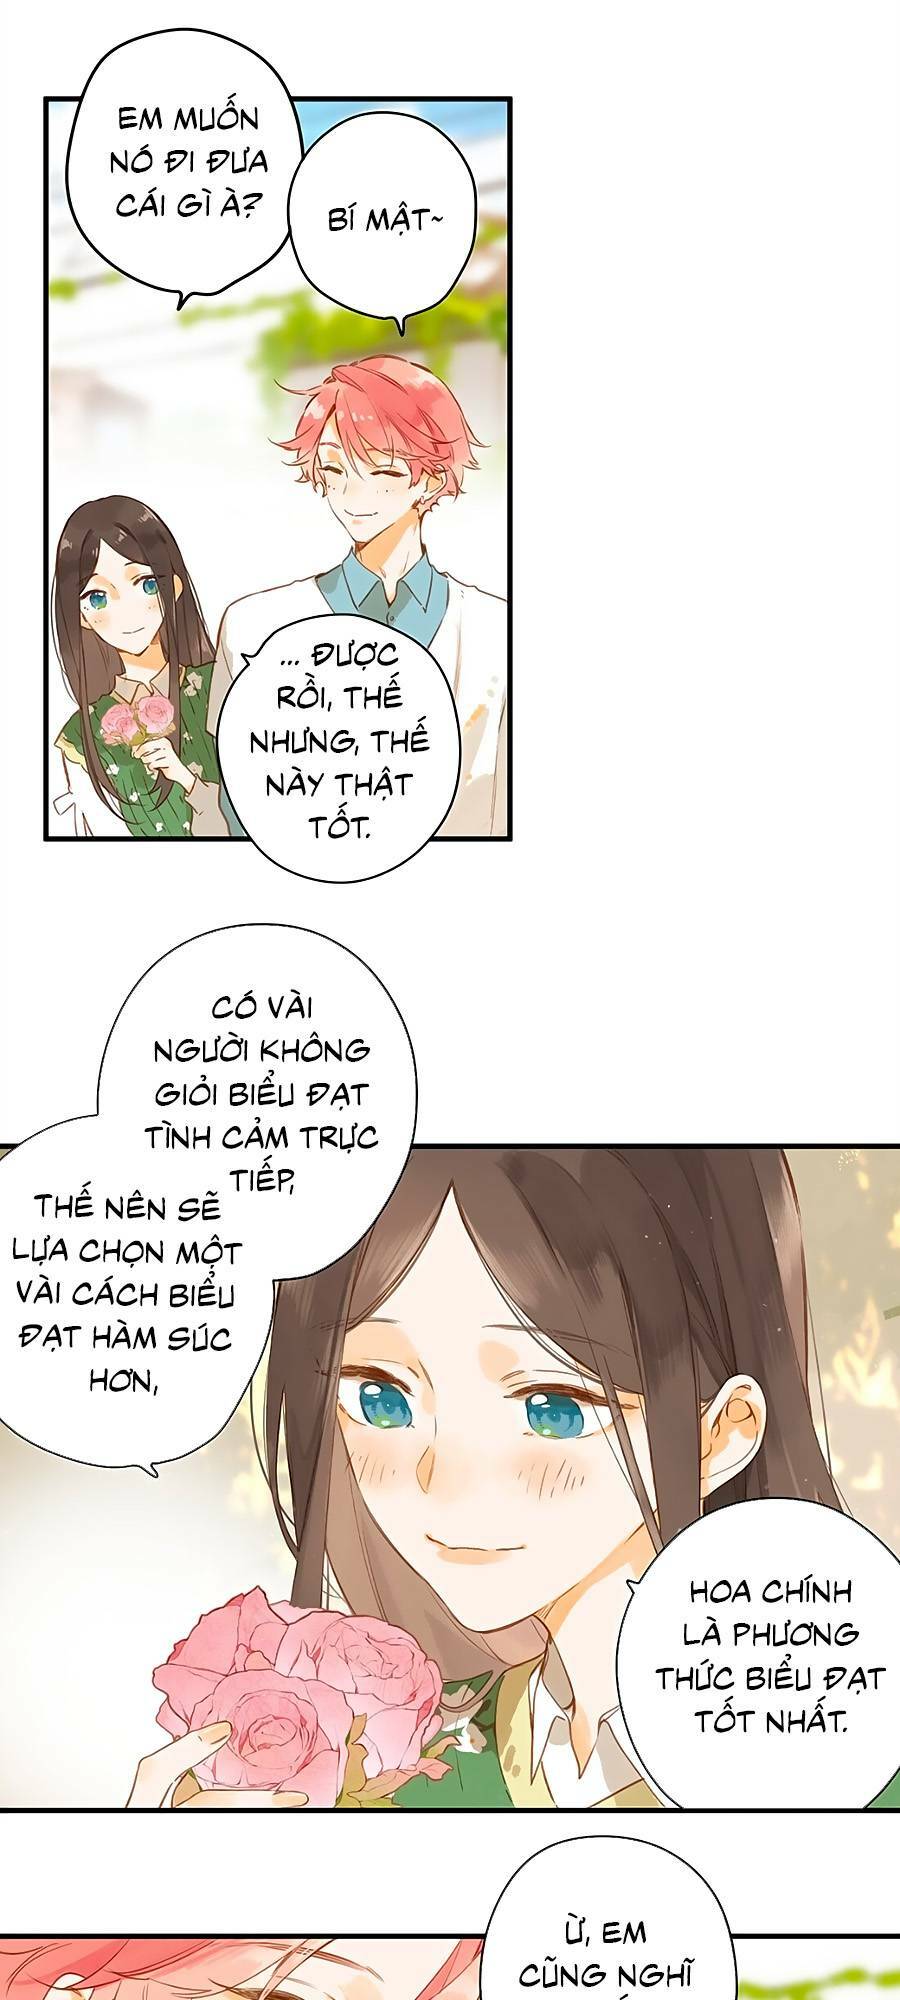 EM MUỐN
NÓ ĐI ĐƯA
CÁI GÌ À?
BÍ MẬT~
... ĐƯỢC
RỒI, THẾ
NHƯNG, THẾ
NÀY THẬT
TỐT.
CÓ VÀI
NGƯỜI KHÔNG
GIỎI BIỂU ĐẠT
TÌNH CẢM TRỰC
TIẾP,
THẾ NÊN SẼ
LỰA CHỌN MỘT
VÀI CÁCH BIỂU
ĐẠT HÀM SÚC
HƠN,
HOA CHÍNH
LÀ PHƯƠNG
THỨC BIỂU ĐẠT
TỐT NHẤT.
Ừ, EM
CŨNG NGHĨ